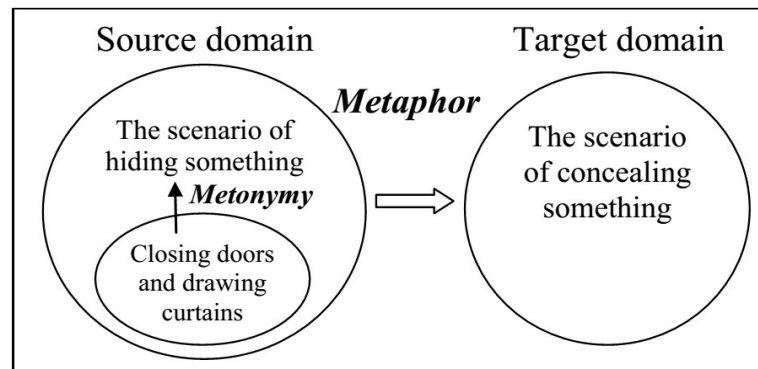 Source domain
Target domain
Metaphor
The scenario of
hiding something
Metonymy
Closing doors
and drawing
curtains
The scenario
of concealing
something